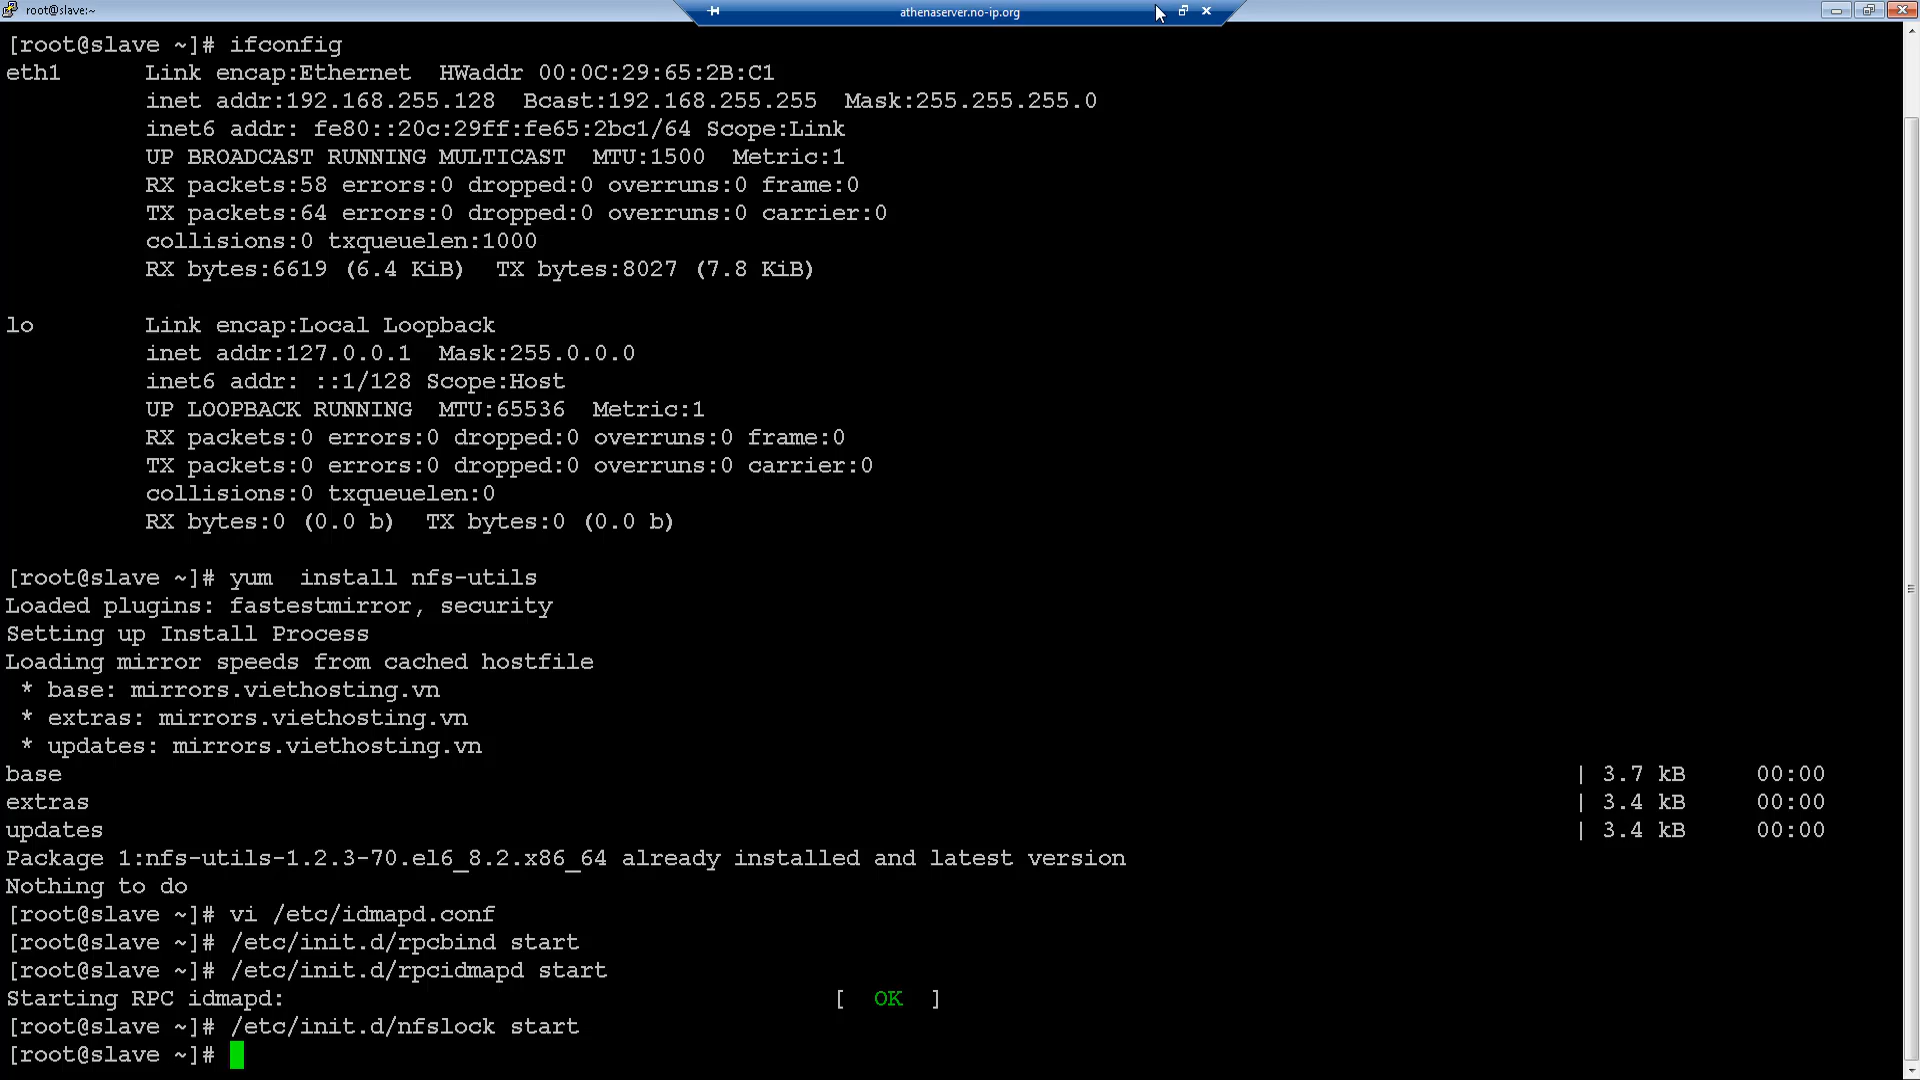 root@slave:~
athenaserver.no-ip.org
[root@slave ~]# ifconfig
eth1      Link encap:Ethernet  HWaddr 00:0C:29:65:2B:C1
          inet addr:192.168.255.128  Bcast:192.168.255.255  Mask:255.255.255.0
          inet6 addr: fe80::20c:29ff:fe65:2bc1/64 Scope:Link
          UP BROADCAST RUNNING MULTICAST  MTU:1500  Metric:1
          RX packets:58 errors:0 dropped:0 overruns:0 frame:0
          TX packets:64 errors:0 dropped:0 overruns:0 carrier:0
          collisions:0 txqueuelen:1000
          RX bytes:6619 (6.4 KiB)  TX bytes:8027 (7.8 KiB)
lo        Link encap:Local Loopback
          inet addr:127.0.0.1  Mask:255.0.0.0
          inet6 addr: ::1/128 Scope:Host
          UP LOOPBACK RUNNING  MTU:65536  Metric:1
          RX packets:0 errors:0 dropped:0 overruns:0 frame:0
          TX packets:0 errors:0 dropped:0 overruns:0 carrier:0
          collisions:0 txqueuelen:0
          RX bytes:0 (0.0 b)  TX bytes:0 (0.0 b)
[root@slave ~]# yum  install nfs-utils
Loaded plugins: fastestmirror, security
Setting up Install Process
Loading mirror speeds from cached hostfile
 * base: mirrors.viethosting.vn
 * extras: mirrors.viethosting.vn
 * updates: mirrors.viethosting.vn
base | 3.7 kB     00:00
extras | 3.4 kB     00:00
updates | 3.4 kB     00:00
Package 1:nfs-utils-1.2.3-70.el6_8.2.x86_64 already installed and latest version
Nothing to do
[root@slave ~]# vi /etc/idmapd.conf
[root@slave ~]# /etc/init.d/rpcbind start
[root@slave ~]# /etc/init.d/rpcidmapd start
Starting RPC idmapd: [  OK  ]
[root@slave ~]# /etc/init.d/nfslock start
[root@slave ~]#